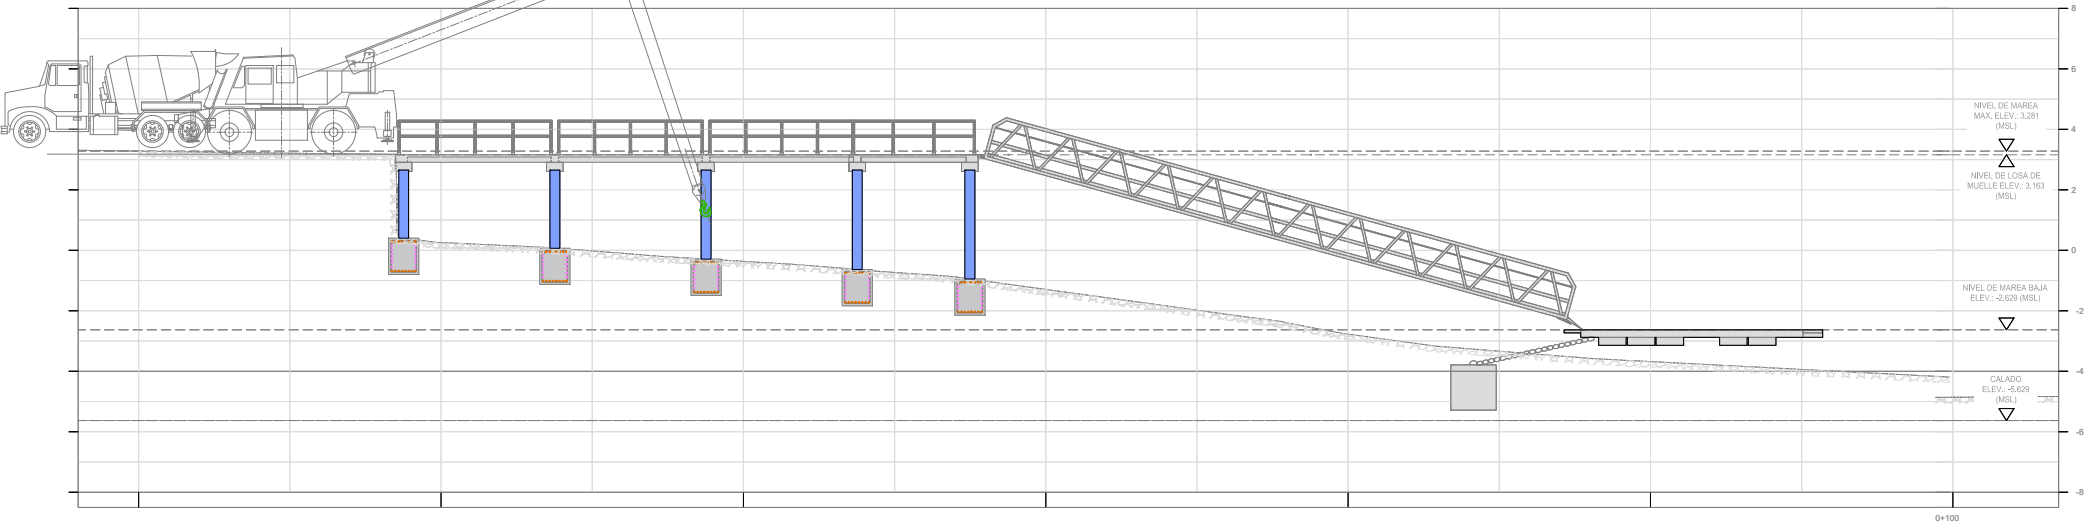 8
6
NIVEL DE MAREA
MAX. ELEV.: 3,281
(MSL)
4
NIVEL DE LOSA DE
MUELLE ELEV.: 3,163
(MSL)
2
0
NIVEL DE MAREA BAJA
ELEV.: -2.629 (MSL)
-2
-4
CALADO
ELEV.: -5.629
(MSL)
-6
-8
0+100